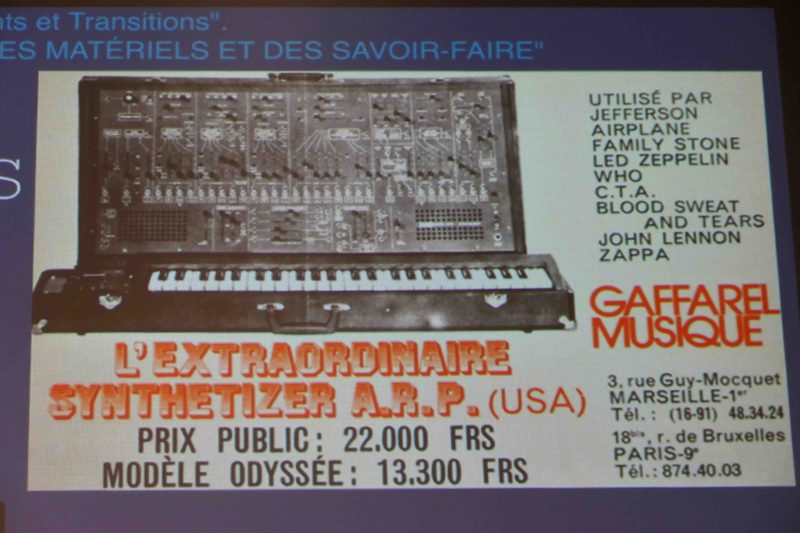 nts et Transitions".
ES MATÉRIELS ET DES SAVOIR-FAIRE"
S
UTILISÉ PAR
JEFFERSON
AIRPLANE
FAMILY STONE
LED ZEPPELIN
WHO
C.T.A.
BLOOD SWEAT
AND TEARS
JOHN LENNON
ZAPPA
GAFFAREL
MUSIQUE
3, rue Guy-Mocquet
MARSEILLE-1er
Tél. : (16-91) 48.34.24
18bis, r. de Bruxelles
PARIS-9e
Tél. : 874.40.03
L'EXTRAORDINAIRE
SYNTHETIZER A.R.P. (USA)
PRIX PUBLIC : 22.000 FRS
MODÈLE ODYSSÉE : 13.300 FRS